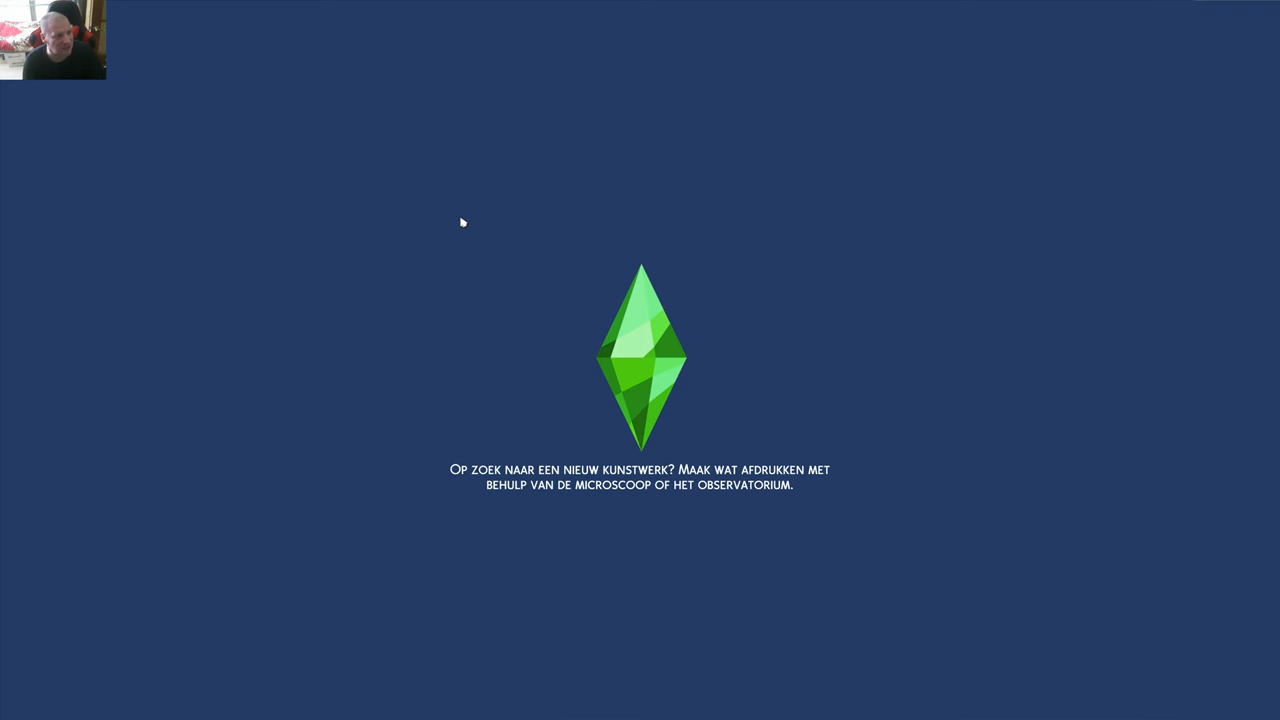 Op zoek naar een nieuw kunstwerk? Maak wat afdrukken met
behulp van de microscoop of het observatorium.